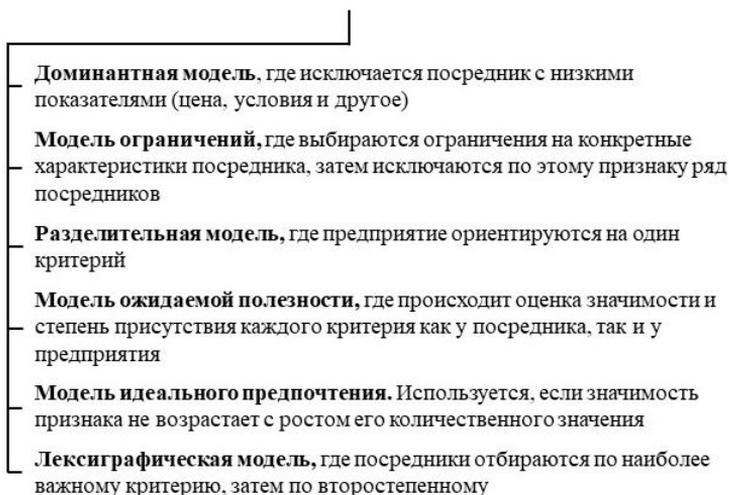 Доминантная модель, где исключается посредник с низкими
показателями (цена, условия и другое)
Модель ограничений, где выбираются ограничения на конкретные
характеристики посредника, затем исключаются по этому признаку ряд
посредников
Разделительная модель, где предприятие ориентируются на один
критерий
Модель ожидаемой полезности, где происходит оценка значимости и
степень присутствия каждого критерия как у посредника, так и у
предприятия
Модель идеального предпочтения. Используется, если значимость
признака не возрастает с ростом его количественного значения
Лексиграфическая модель, где посредники отбираются по наиболее
важному критерию, затем по второстепенному